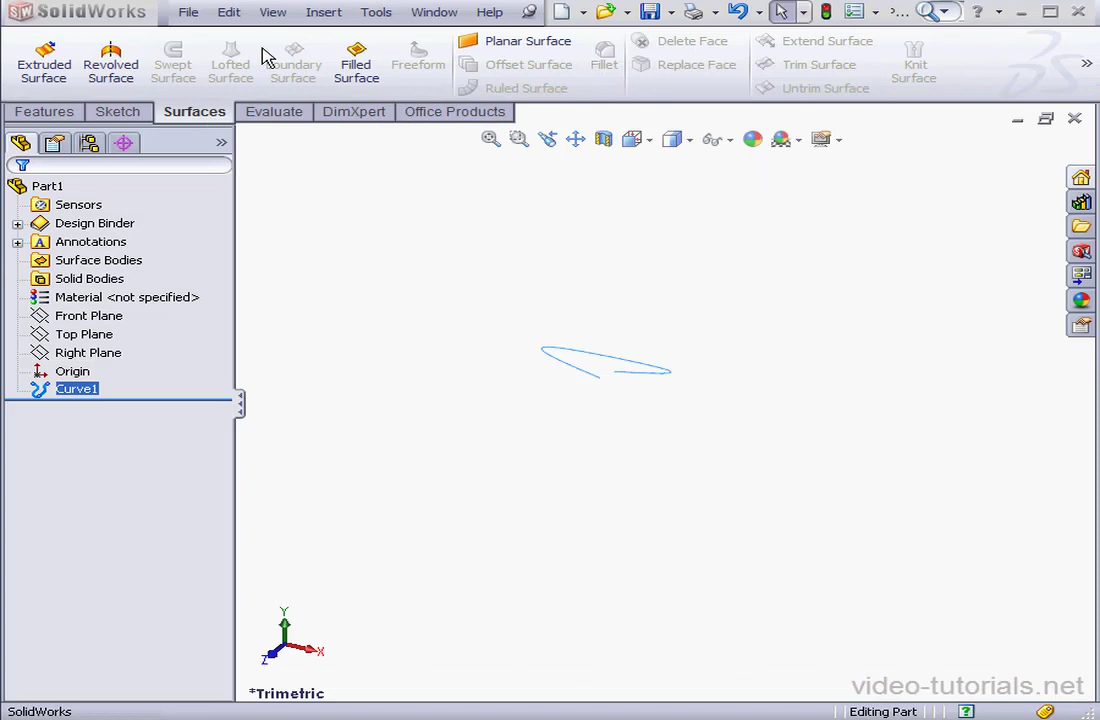 SW SolidWorks File Edit View Insert Tools Window Help
Extruded Surface
Revolved Surface
Swept Surface
Lofted Surface
Boundary Surface
Filled Surface
Freeform
Planar Surface
Offset Surface
Ruled Surface
Fillet
Delete Face
Replace Face
Extend Surface
Trim Surface
Untrim Surface
Knit Surface
Features Sketch Surfaces Evaluate DimXpert Office Products
Part1
Sensors
Design Binder
Annotations
Surface Bodies
Solid Bodies
Material <not specified>
Front Plane
Top Plane
Right Plane
Origin
Curve1
Y
X
Z
*Trimetric
video-tutorials.net
SolidWorks
Editing Part